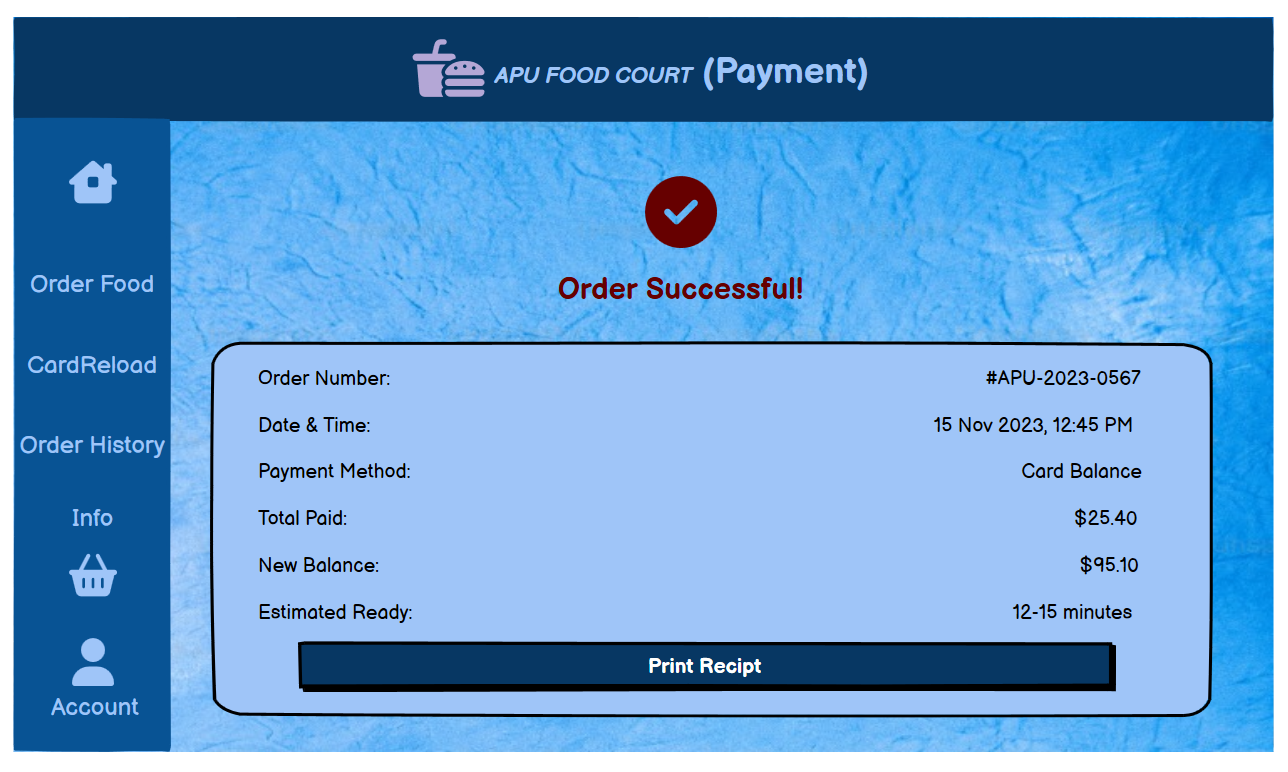 APU FOOD COURT (Payment)
Order Food
CardReload
Order History
Info
Account
Order Successful!
Order Number: #APU-2023-0567
Date & Time: 15 Nov 2023, 12:45 PM
Payment Method: Card Balance
Total Paid: $25.40
New Balance: $95.10
Estimated Ready: 12-15 minutes
Print Recipt